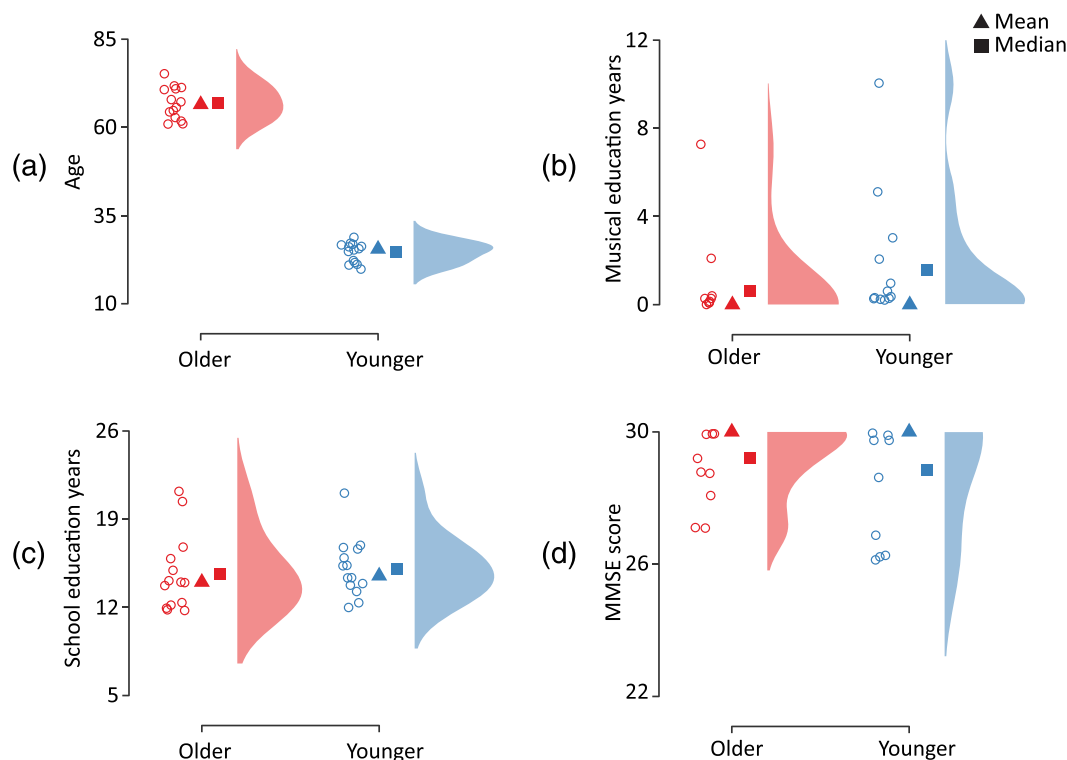 (a)
Age
85
60
35
10
Older
Younger
(b)
Musical education years
12
8
4
0
Older
Younger
Mean
Median
(c)
School education years
26
19
12
5
Older
Younger
(d)
MMSE score
30
26
22
Older
Younger